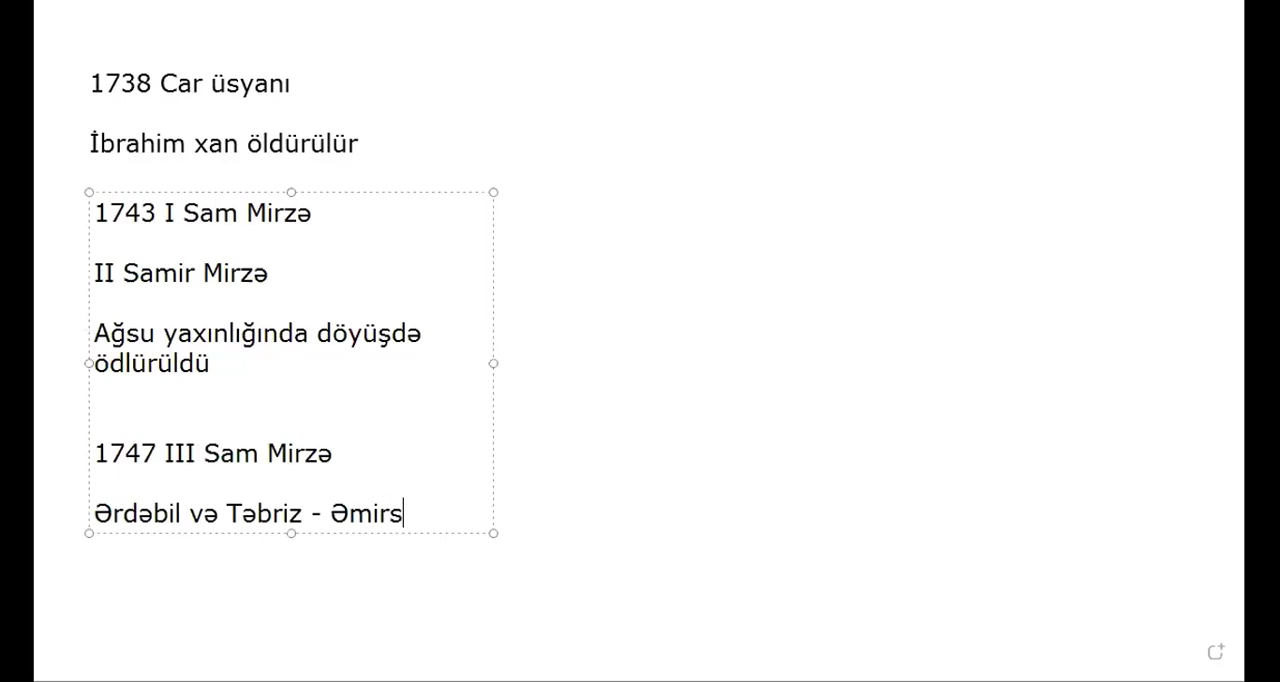 1738 Car üsyanı
İbrahim xan öldürülür
1743 I Sam Mirzə
II Samir Mirzə
Ağsu yaxınlığında döyüşdə
ödlürüldü
1747 III Sam Mirzə
Ərdəbil və Təbriz - Əmirs